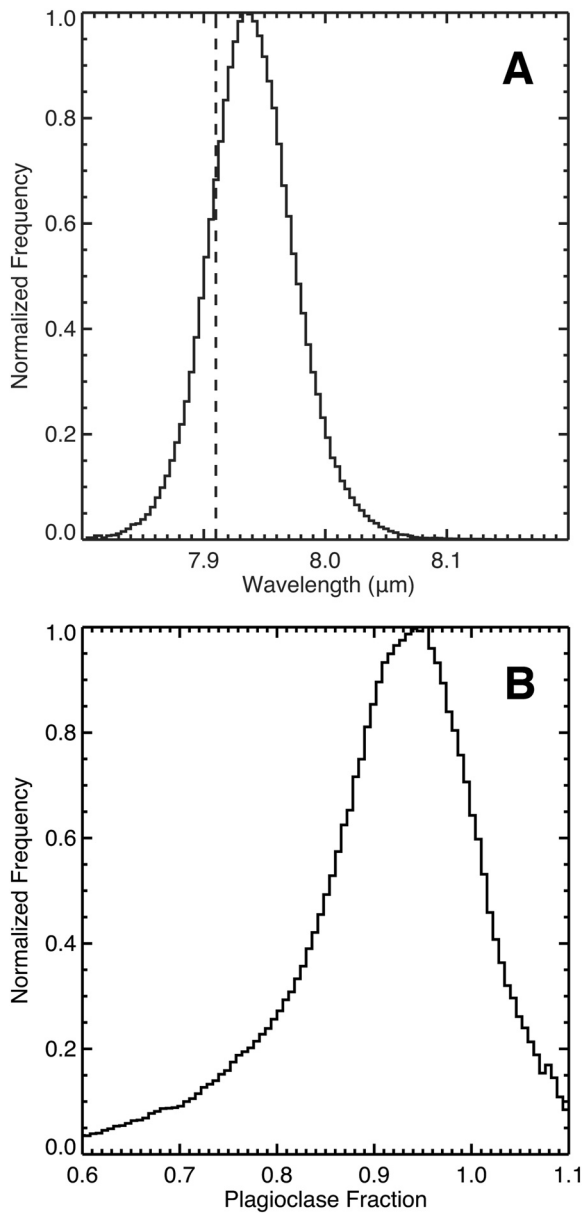 A
1.0
0.8
0.6
0.4
0.2
0.0
Normalized Frequency
7.9 8.0 8.1
Wavelength (μm)
B
1.0
0.8
0.6
0.4
0.2
0.0
Normalized Frequency
0.6 0.7 0.8 0.9 1.0 1.1
Plagioclase Fraction